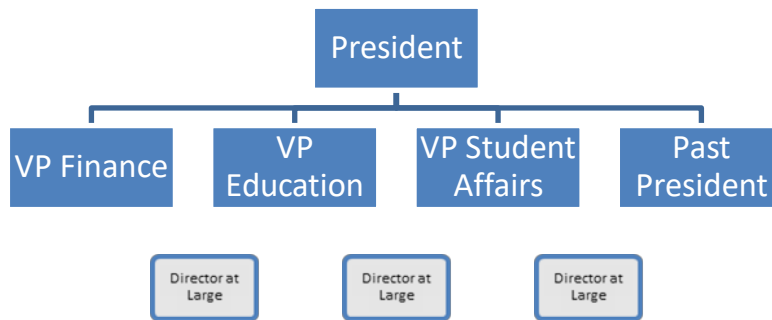 President
VP Finance
VP
Education
VP Student
Affairs
Past
President
Director at
Large
Director at
Large
Director at
Large